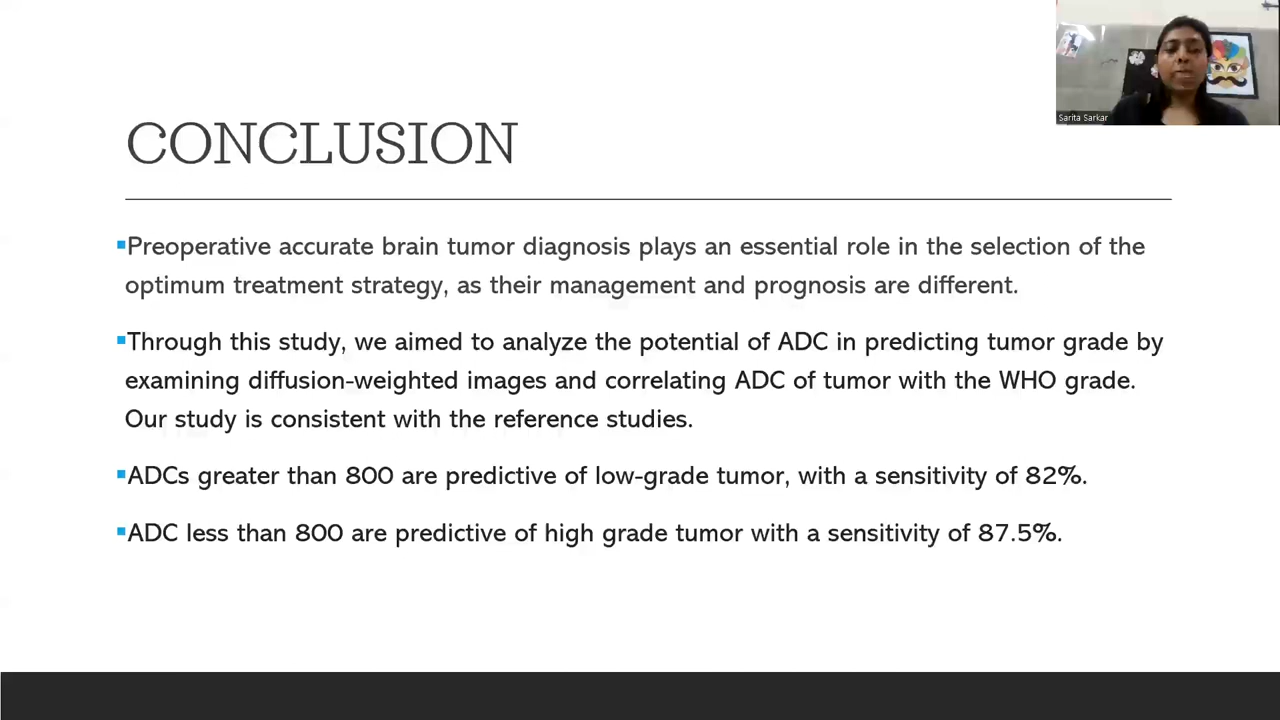 Sarita Sarkar
CONCLUSION
▪Preoperative accurate brain tumor diagnosis plays an essential role in the selection of the
optimum treatment strategy, as their management and prognosis are different.
▪Through this study, we aimed to analyze the potential of ADC in predicting tumor grade by
examining diffusion-weighted images and correlating ADC of tumor with the WHO grade.
Our study is consistent with the reference studies.
▪ADCs greater than 800 are predictive of low-grade tumor, with a sensitivity of 82%.
▪ADC less than 800 are predictive of high grade tumor with a sensitivity of 87.5%.